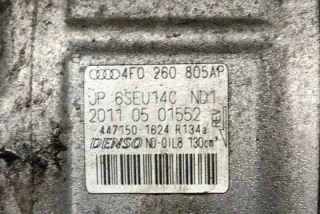 4F0 260 805AP
JP 6SEU14C ND1
2011 05 01552
447150-1624 R134a
DENSO ND-OIL8 130cm³